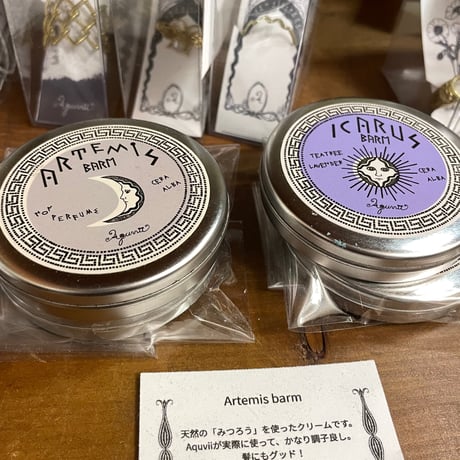 Aquvii
ARTEMIS
BARM
FOR
PERFUME
CERA
ALBA
Aquvii
ICARUS
BARM
TEATREE
LAVENDER
CERA
ALBA
Aquvii
Artemis barm
天然の「みつろう」を使ったクリームです。
Aquviiが実際に使って、かなり調子良し。
髪にもグッド！